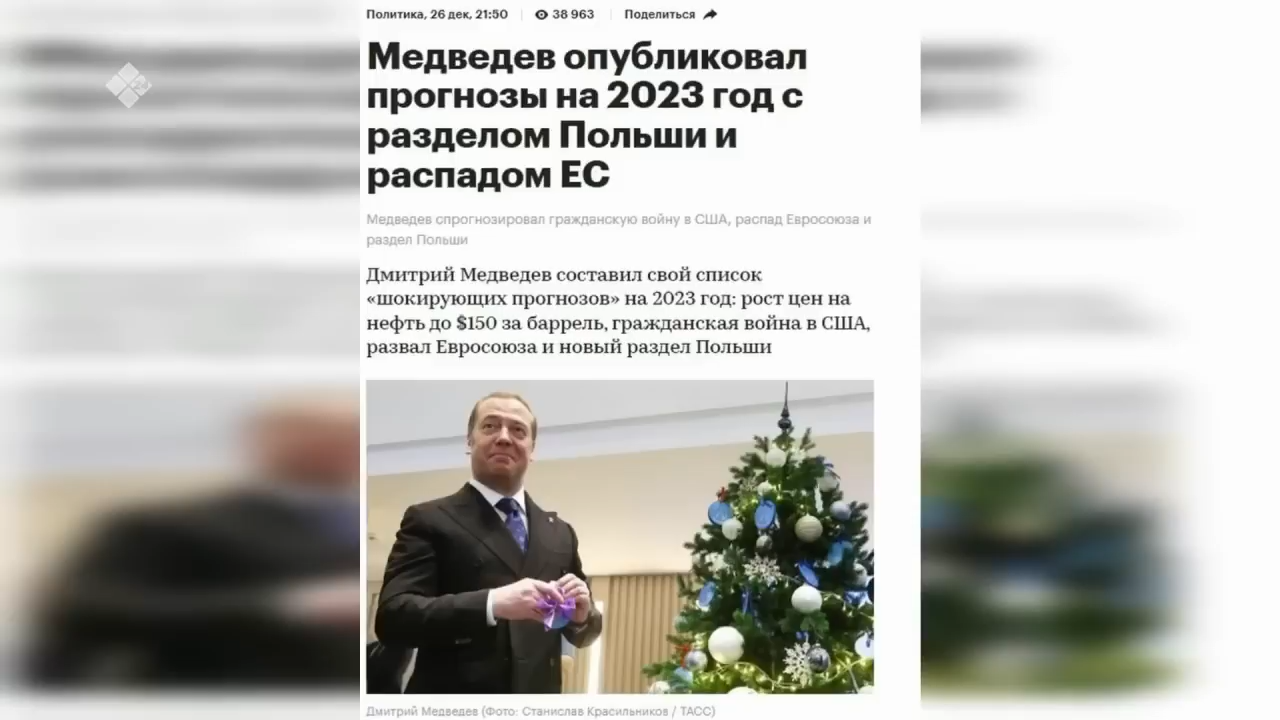 Политика, 26 дек, 21:50 38 963 Поделиться
Медведев опубликовал
прогнозы на 2023 год с
разделом Польши и
распадом ЕС
Медведев спрогнозировал гражданскую войну в США, распад Евросоюза и
раздел Польши
Дмитрий Медведев составил свой список
«шокирующих прогнозов» на 2023 год: рост цен на
нефть до $150 за баррель, гражданская война в США,
развал Евросоюза и новый раздел Польши
Дмитрий Медведев (Фото: Станислав Красильников / ТАСС)